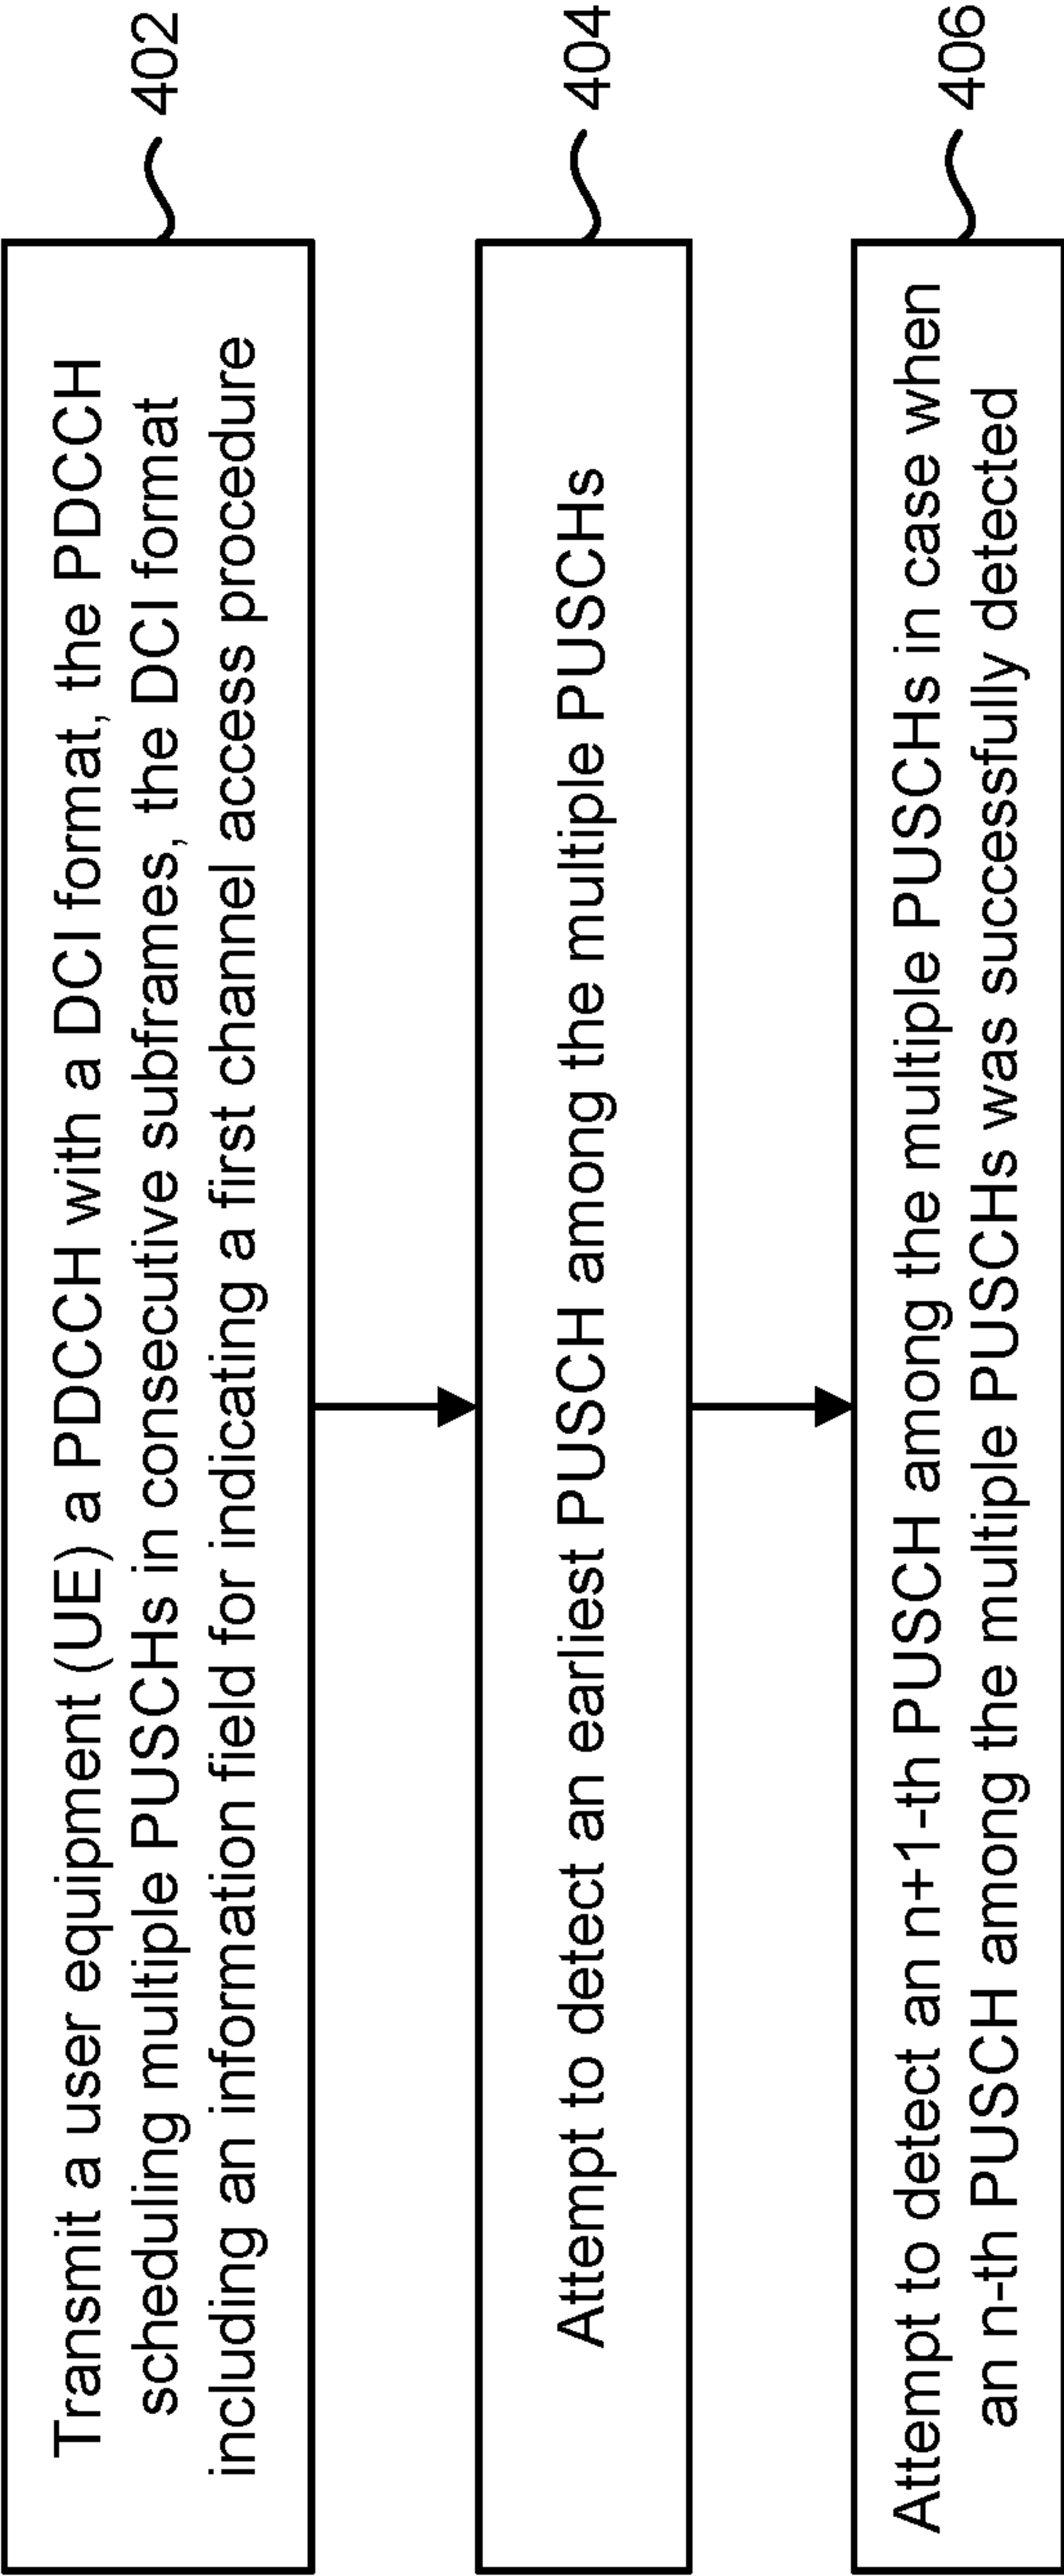 Transmit a user equipment (UE) a PDCCH with a DCI format, the PDCCH
scheduling multiple PUSCHs in consecutive subframes, the DCI format
including an information field for indicating a first channel access procedure
402
Attempt to detect an earliest PUSCH among the multiple PUSCHs
404
Attempt to detect an n+1-th PUSCH among the multiple PUSCHs in case when
an n-th PUSCH among the multiple PUSCHs was successfully detected
406